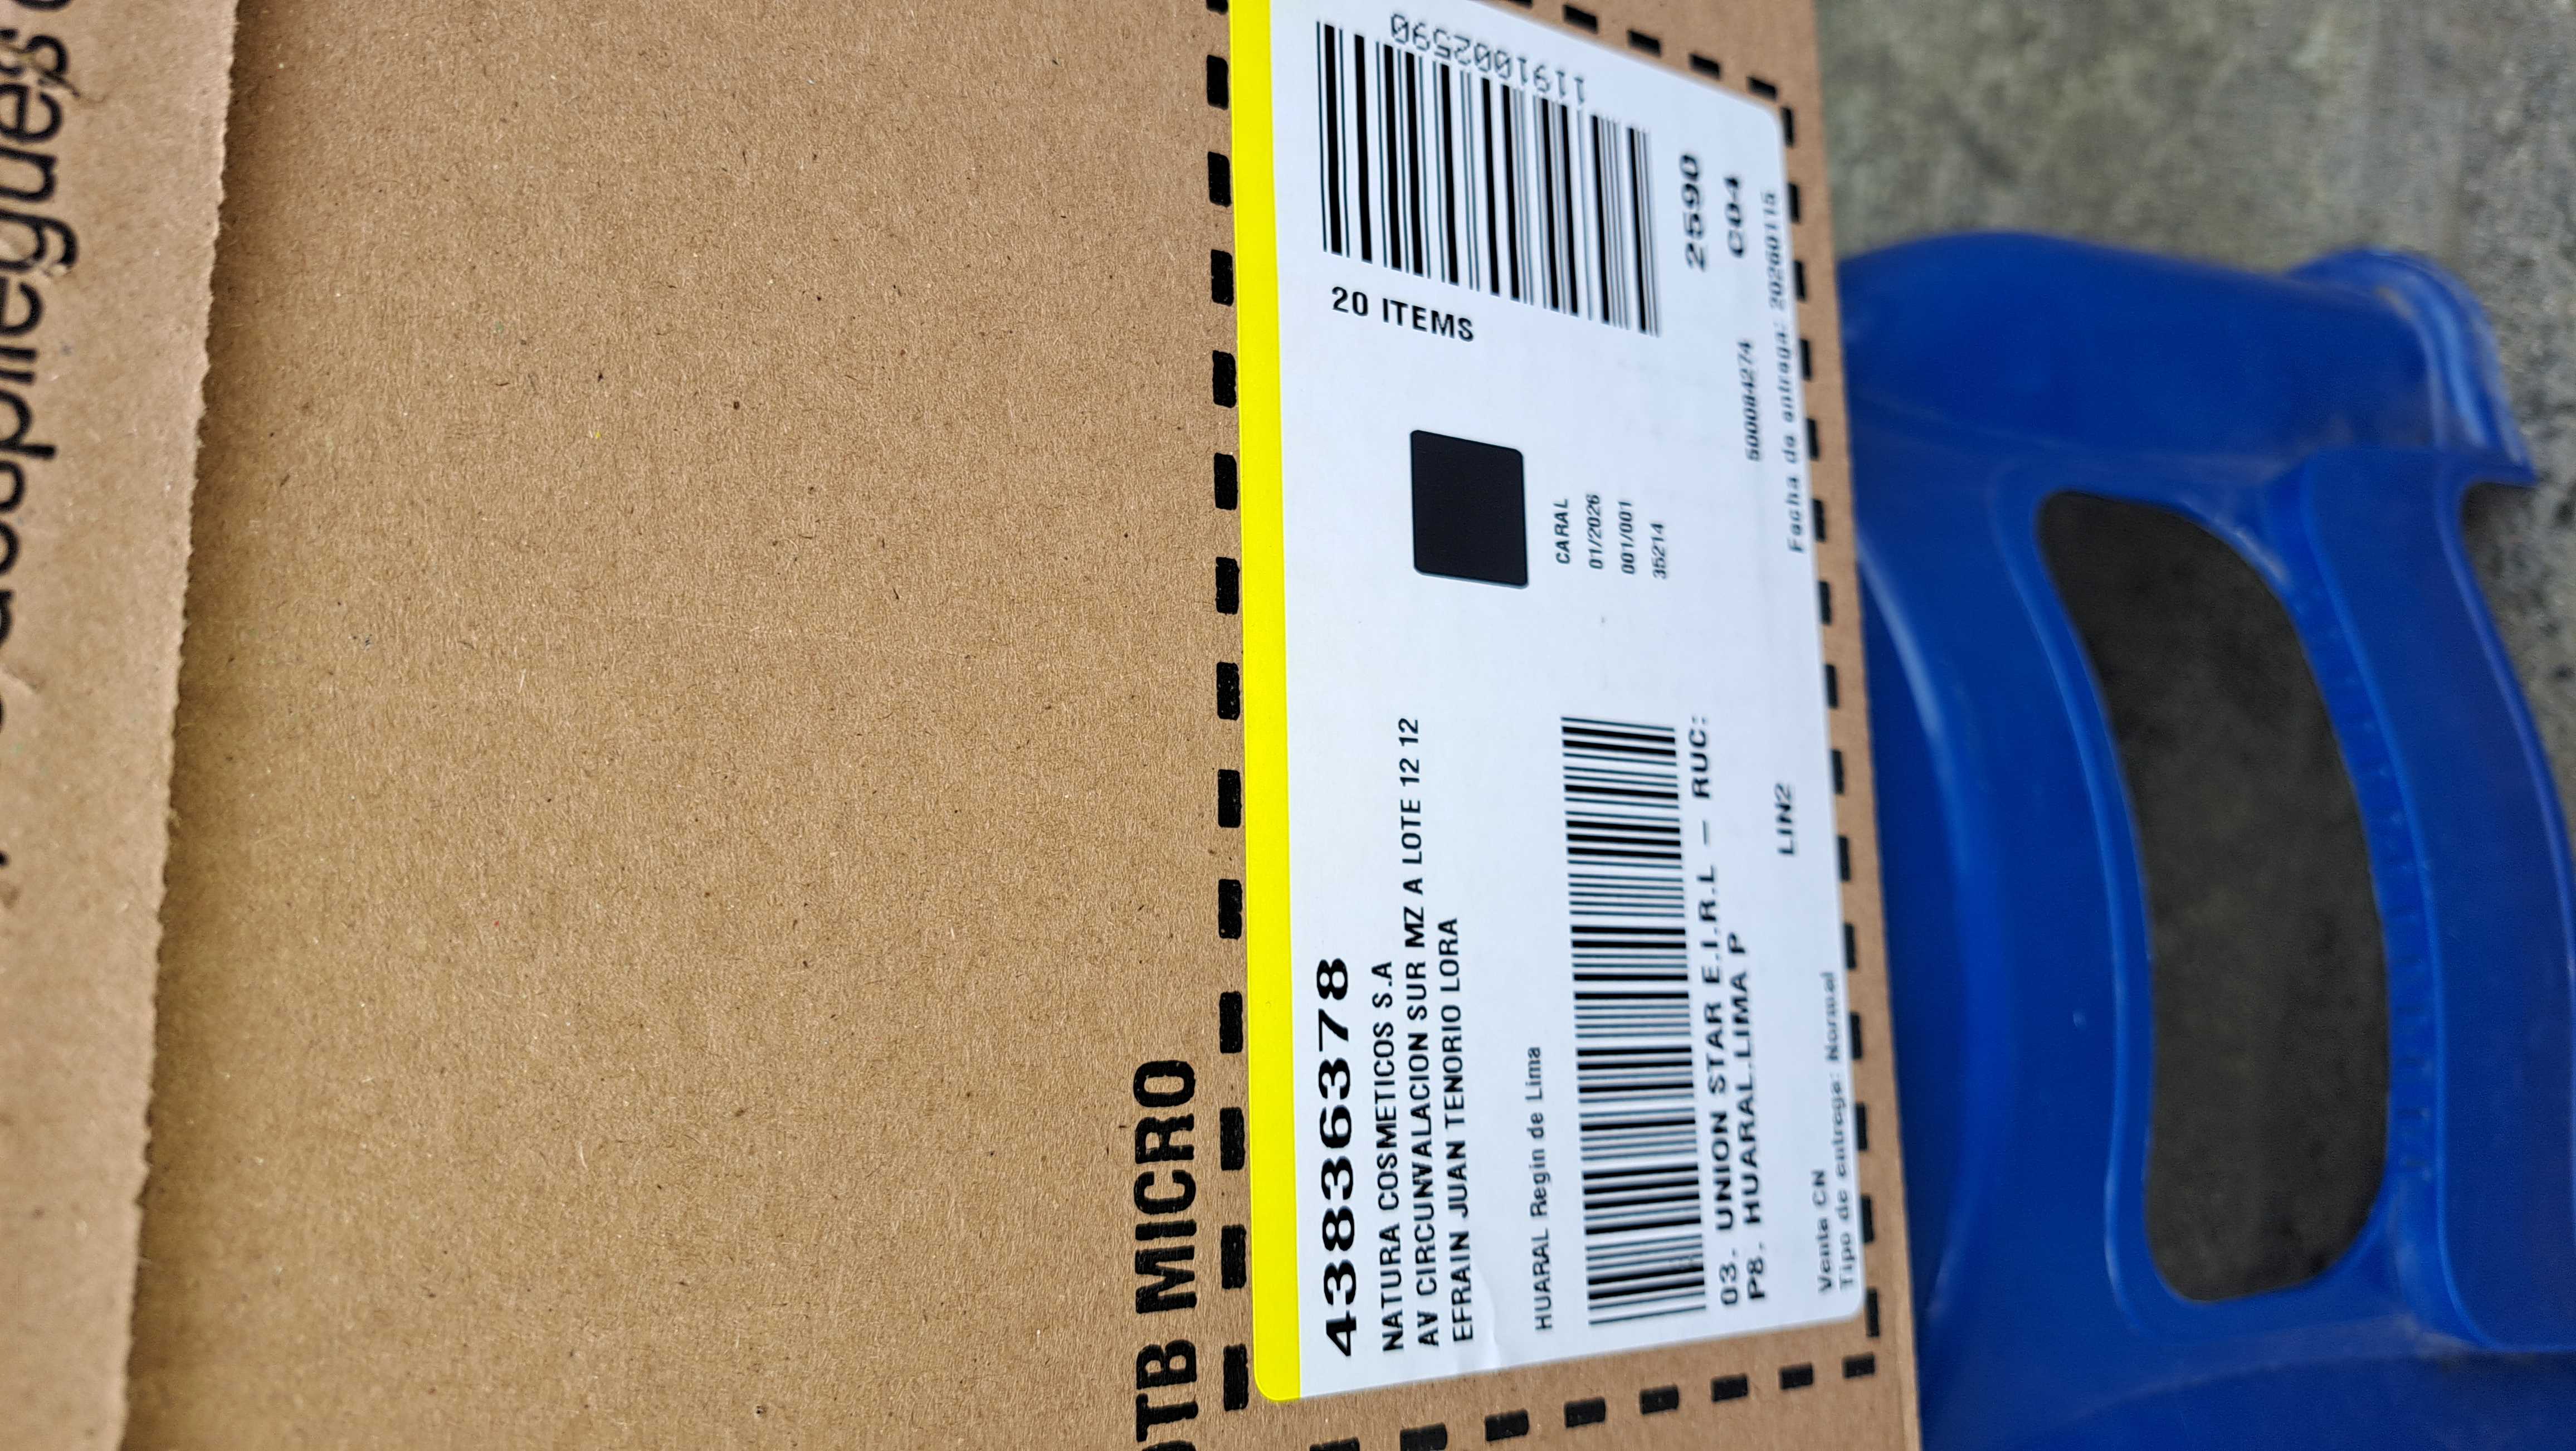 despliegues
OTB MICRO
43836378
NATURA COSMETICOS S.A
AV CIRCUNVALACION SUR MZ A LOTE 12 12
EFRAIN JUAN TENORIO LORA
HUARAL Regin de Lima
03. UNION STAR E.I.R.L – RUC:
P8. HUARAL.LIMA P
LIN2
Venta CN
Tipo de entrega: Normal
20 ITEMS
1191002590
CARAL
01/2026
001/001
35214
2590
C04
500084274
Fecha de entrega: 20260115